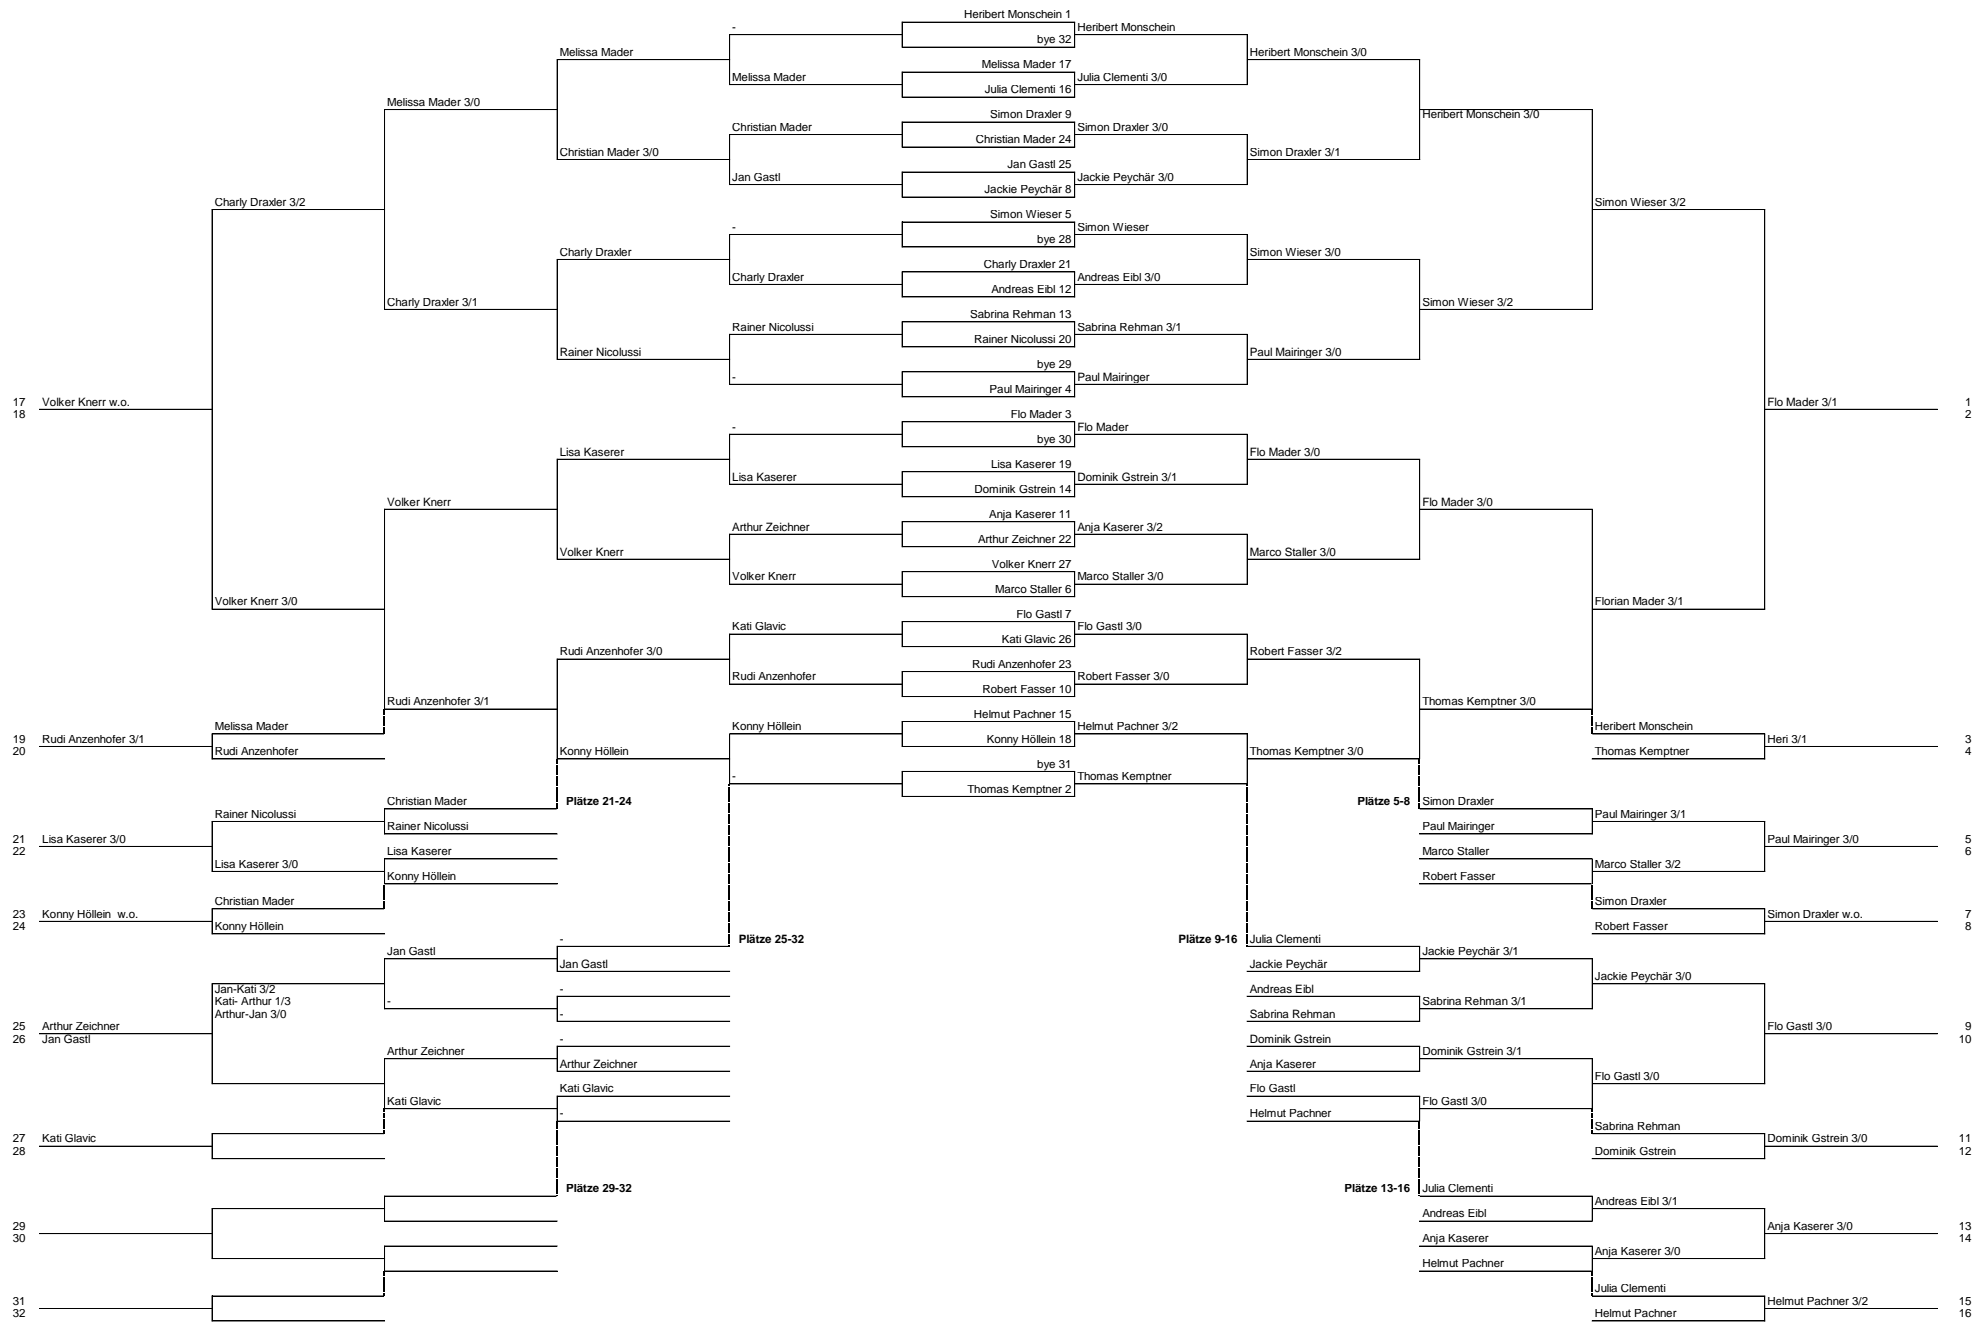 Heribert Monschein 1
- Heribert Monschein
bye 32
Melissa Mader Heribert Monschein 3/0
Melissa Mader 17
Melissa Mader Julia Clementi 3/0
Julia Clementi 16
Melissa Mader 3/0 Heribert Monschein 3/0
Simon Draxler 9
Christian Mader Simon Draxler 3/0
Christian Mader 24
Christian Mader 3/0 Simon Draxler 3/1
Jan Gastl 25
Jan Gastl Jackie Peychär 3/0
Jackie Peychär 8
Charly Draxler 3/2 Simon Wieser 3/2
Simon Wieser 5
- Simon Wieser
bye 28
Charly Draxler Simon Wieser 3/0
Charly Draxler 21
Charly Draxler Andreas Eibl 3/0
Andreas Eibl 12
Charly Draxler 3/1 Simon Wieser 3/2
Sabrina Rehman 13
Rainer Nicolussi Sabrina Rehman 3/1
Rainer Nicolussi 20
Rainer Nicolussi Paul Mairinger 3/0
bye 29
- Paul Mairinger
Paul Mairinger 4
17 Volker Knerr w.o. Flo Mader 3/1 1
18 2
Flo Mader 3
- Flo Mader
bye 30
Lisa Kaserer Flo Mader 3/0
Lisa Kaserer 19
Lisa Kaserer Dominik Gstrein 3/1
Dominik Gstrein 14
Volker Knerr Flo Mader 3/0
Anja Kaserer 11
Arthur Zeichner Anja Kaserer 3/2
Arthur Zeichner 22
Volker Knerr Marco Staller 3/0
Volker Knerr 27
Volker Knerr Marco Staller 3/0
Marco Staller 6
Volker Knerr 3/0 Florian Mader 3/1
Flo Gastl 7
Kati Glavic Flo Gastl 3/0
Kati Glavic 26
Rudi Anzenhofer 3/0 Robert Fasser 3/2
Rudi Anzenhofer 23
Rudi Anzenhofer Robert Fasser 3/0
Robert Fasser 10
Rudi Anzenhofer 3/1 Thomas Kemptner 3/0
Helmut Pachner 15
Melissa Mader Konny Höllein Helmut Pachner 3/2 Heribert Monschein
19 Rudi Anzenhofer 3/1 Konny Höllein 18 Heri 3/1 3
20 Rudi Anzenhofer Konny Höllein Thomas Kemptner 3/0 Thomas Kemptner 4
bye 31
- Thomas Kemptner
Thomas Kemptner 2
Christian Mader Plätze 21-24 Plätze 5-8 Simon Draxler
Rainer Nicolussi Paul Mairinger 3/1
Rainer Nicolussi Paul Mairinger
21 Lisa Kaserer 3/0 Paul Mairinger 3/0 5
22 Lisa Kaserer Marco Staller 6
Lisa Kaserer 3/0 Marco Staller 3/2
Konny Höllein Robert Fasser
Christian Mader Simon Draxler
23 Konny Höllein w.o. Simon Draxler w.o. 7
24 Konny Höllein Robert Fasser 8
- Plätze 25-32 Plätze 9-16 Julia Clementi
Jan Gastl Jackie Peychär 3/1
Jan Gastl Jackie Peychär
Jackie Peychär 3/0
Jan-Kati 3/2 - Andreas Eibl
Kati- Arthur 1/3 - Sabrina Rehman 3/1
Arthur-Jan 3/0 - Sabrina Rehman
25 Arthur Zeichner Flo Gastl 3/0 9
26 Jan Gastl - Dominik Gstrein 10
Arthur Zeichner Dominik Gstrein 3/1
Arthur Zeichner Anja Kaserer
Flo Gastl 3/0
Kati Glavic Flo Gastl
Kati Glavic Flo Gastl 3/0
- Helmut Pachner
Sabrina Rehman
27 Kati Glavic Dominik Gstrein 3/0 11
28 Dominik Gstrein 12
Plätze 29-32 Plätze 13-16 Julia Clementi
Andreas Eibl 3/1
Andreas Eibl
29 Anja Kaserer 3/0 13
30 Anja Kaserer 14
Anja Kaserer 3/0
Helmut Pachner
Julia Clementi
31 Helmut Pachner 3/2 15
32 Helmut Pachner 16